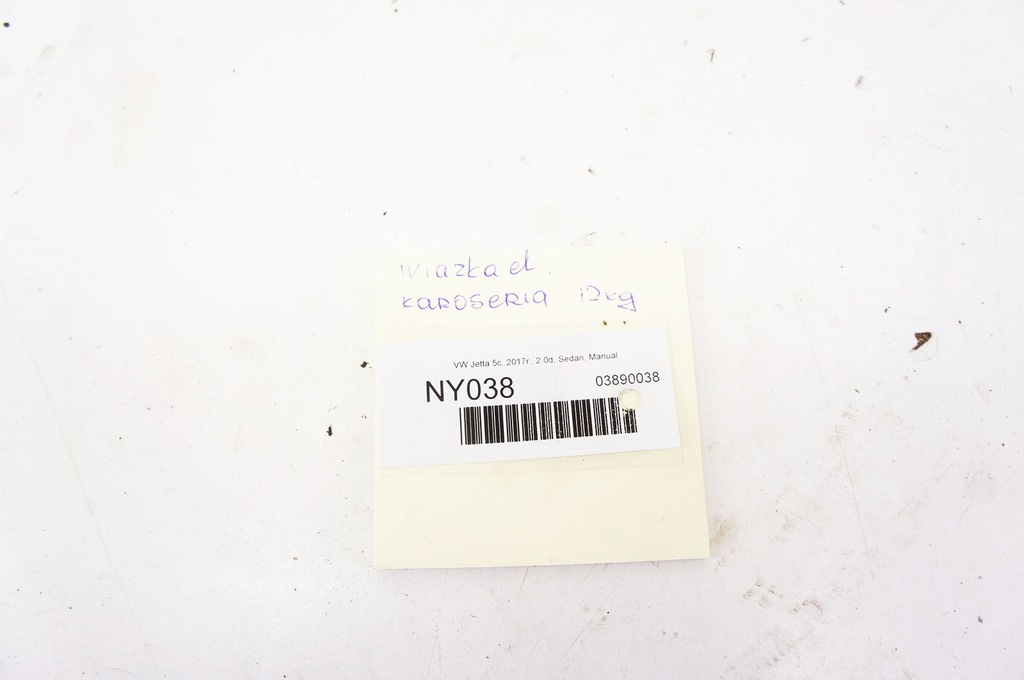 wiazka el.
KAROSERIA 12kg
VW Jetta 5c. 2017r., 2.0d, Sedan, Manual
NY038
03890038